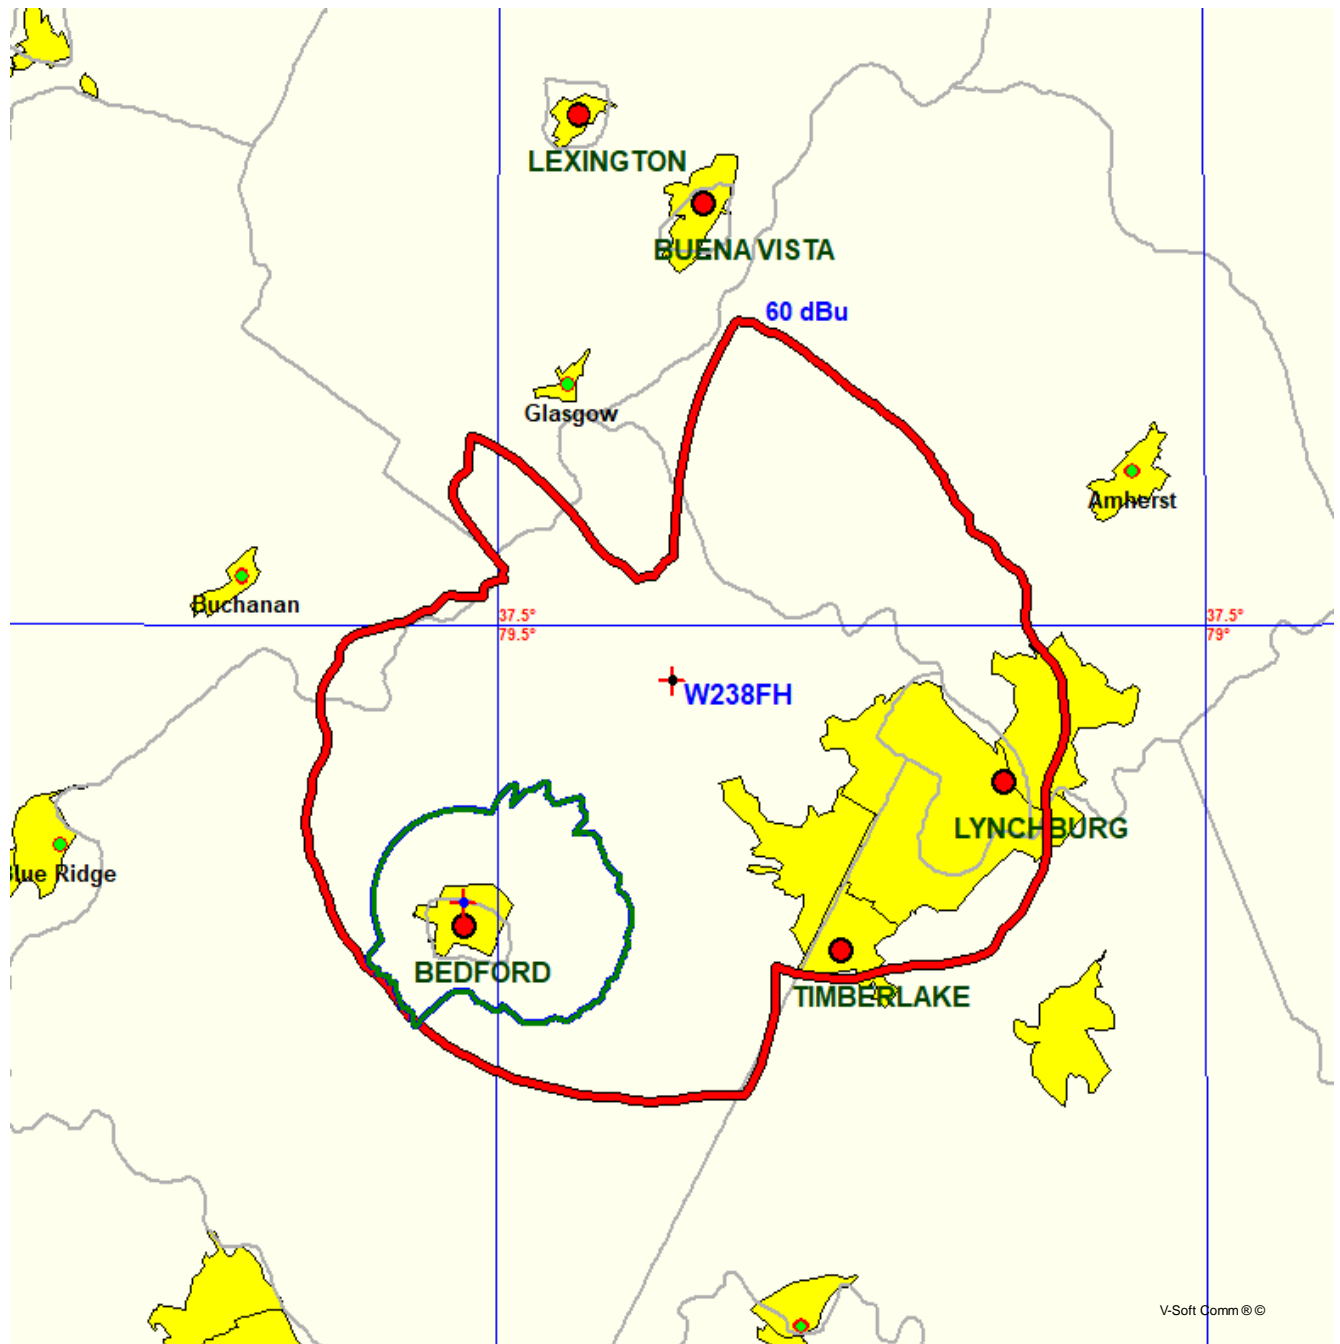 LEXINGTON
BUENA VISTA
60 dBu
Glasgow
Amherst
Buchanan
37.5°
79.5°
37.5°
79°
W238FH
LYNCHBURG
lue Ridge
BEDFORD
TIMBERLAKE
V-Soft Comm ® ©